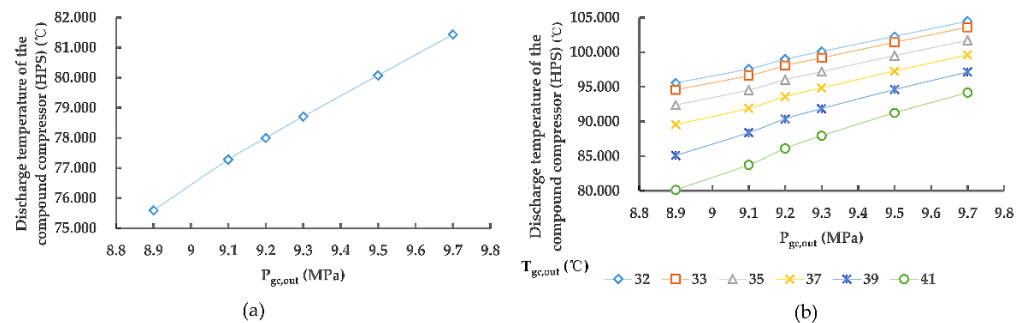 Discharge temperature of the
compound compressor (HPS) (℃)
82.000
81.000
80.000
79.000
78.000
77.000
76.000
75.000
8.8 8.9 9 9.1 9.2 9.3 9.4 9.5 9.6 9.7 9.8
P gc,out (MPa)
(a)
Discharge temperature of the
compound compressor (HPS) (℃)
105.000
100.000
95.000
90.000
85.000
80.000
8.8 8.9 9 9.1 9.2 9.3 9.4 9.5 9.6 9.7 9.8
P gc,out (MPa)
T gc,out (℃)
32 33 35 37 39 41
(b)